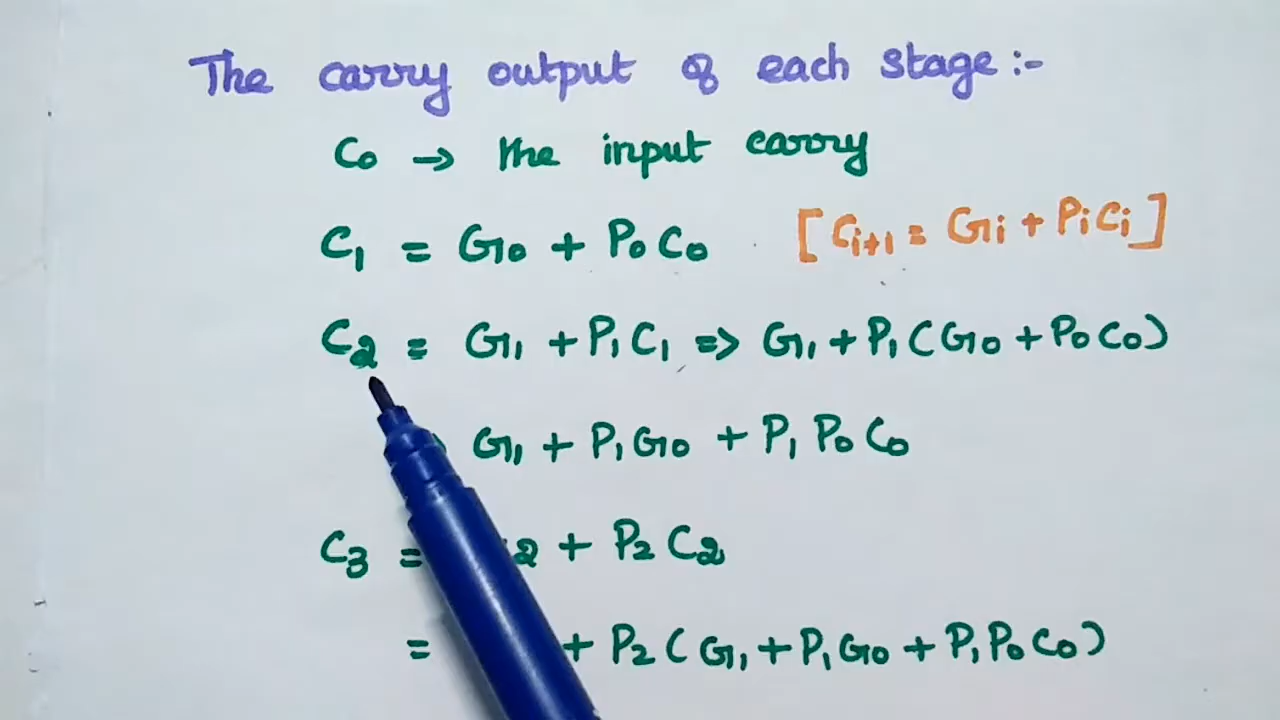 The carry output of each stage :-
C₀ → the input carry
C₁ = G₀ + P₀C₀ [Cᵢ₊₁ = Gᵢ + PᵢCᵢ]
C₂ = G₁ + P₁C₁ => G₁ + P₁(G₀ + P₀C₀)
G₁ + P₁G₀ + P₁P₀C₀
C₃ = 2 + P₂C₂
= + P₂(G₁ + P₁G₀ + P₁P₀C₀)